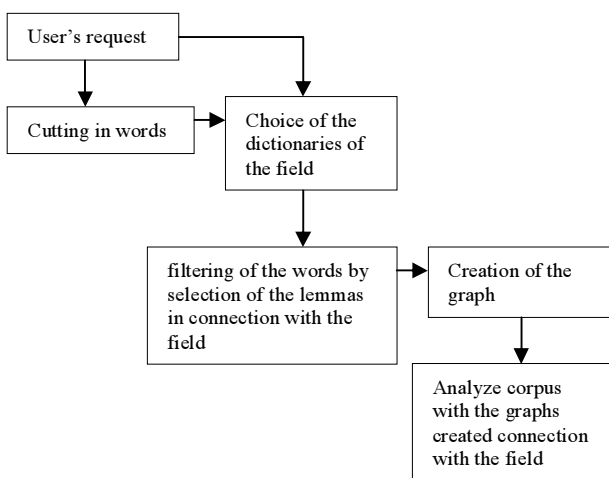 User’s request
Cutting in words
Choice of the
dictionaries of
the field
filtering of the words by
selection of the lemmas
in connection with the
field
Creation of the
graph
Analyze corpus
with the graphs
created connection
with the field